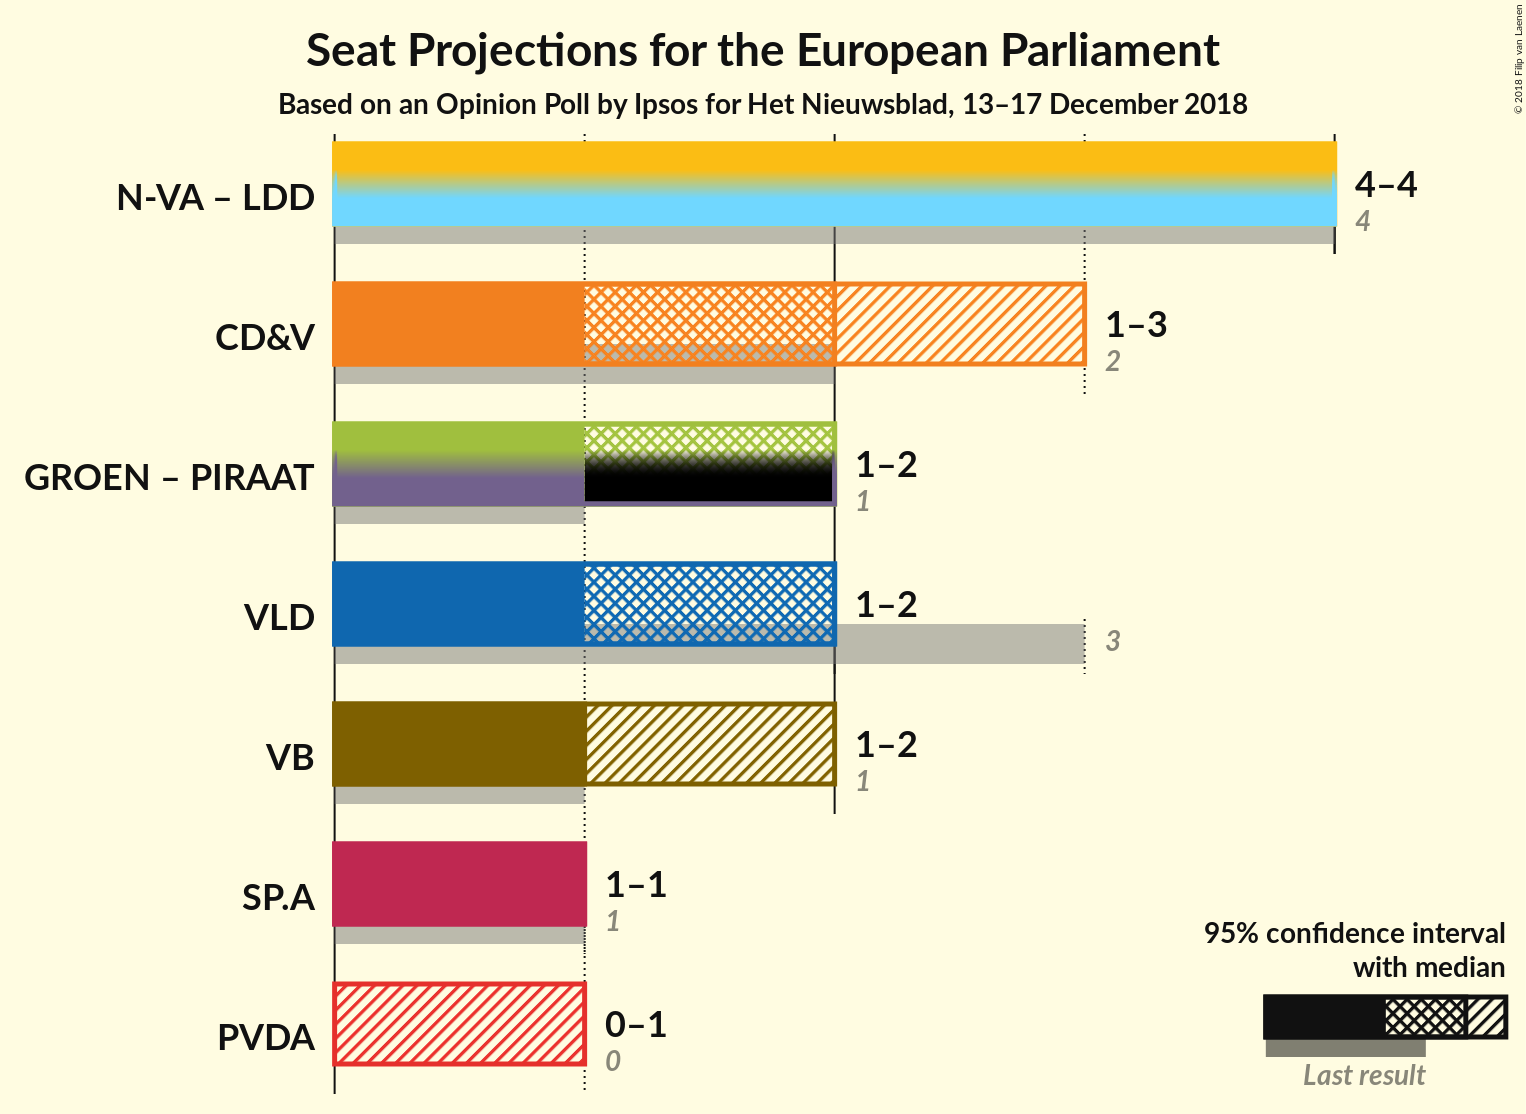 Seat Projections for the European Parliament
Based on an Opinion Poll by Ipsos for Het Nieuwsblad, 13–17 December 2018
© 2018 Filip van Laenen
N-VA – LDD
4–4
4
CD&V
1–3
2
GROEN – PIRAAT
1–2
1
VLD
1–2
3
VB
1–2
1
SP.A
1–1
1
PVDA
0–1
0
95% confidence interval
with median
Last result